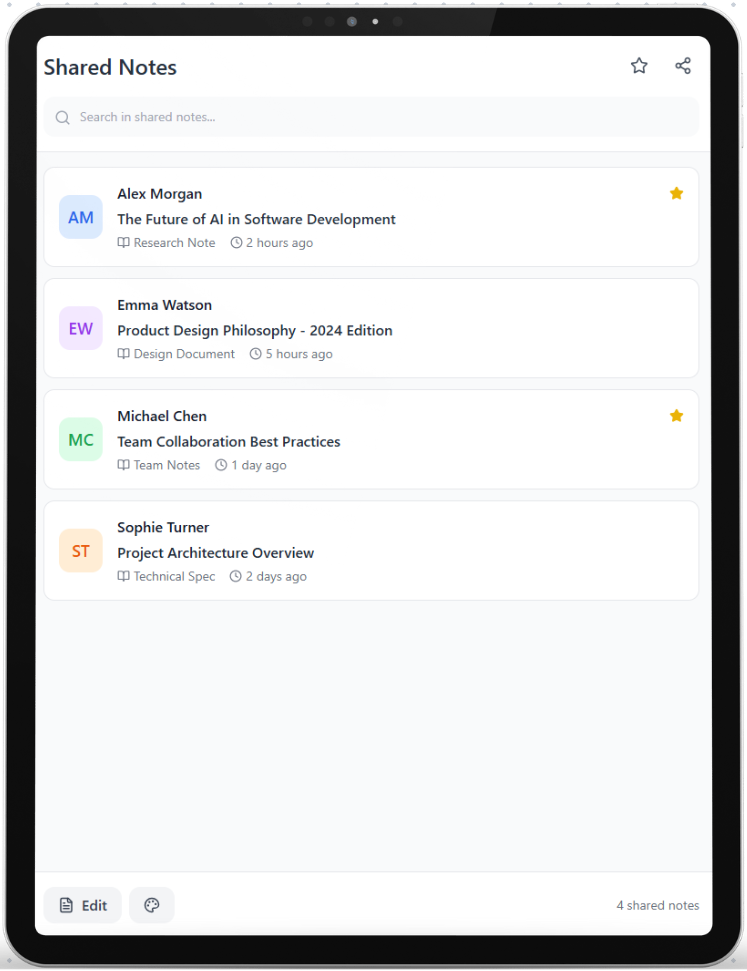 Shared Notes
Search in shared notes...
AM
Alex Morgan
The Future of AI in Software Development
Research Note 2 hours ago
EW
Emma Watson
Product Design Philosophy - 2024 Edition
Design Document 5 hours ago
MC
Michael Chen
Team Collaboration Best Practices
Team Notes 1 day ago
ST
Sophie Turner
Project Architecture Overview
Technical Spec 2 days ago
Edit
4 shared notes